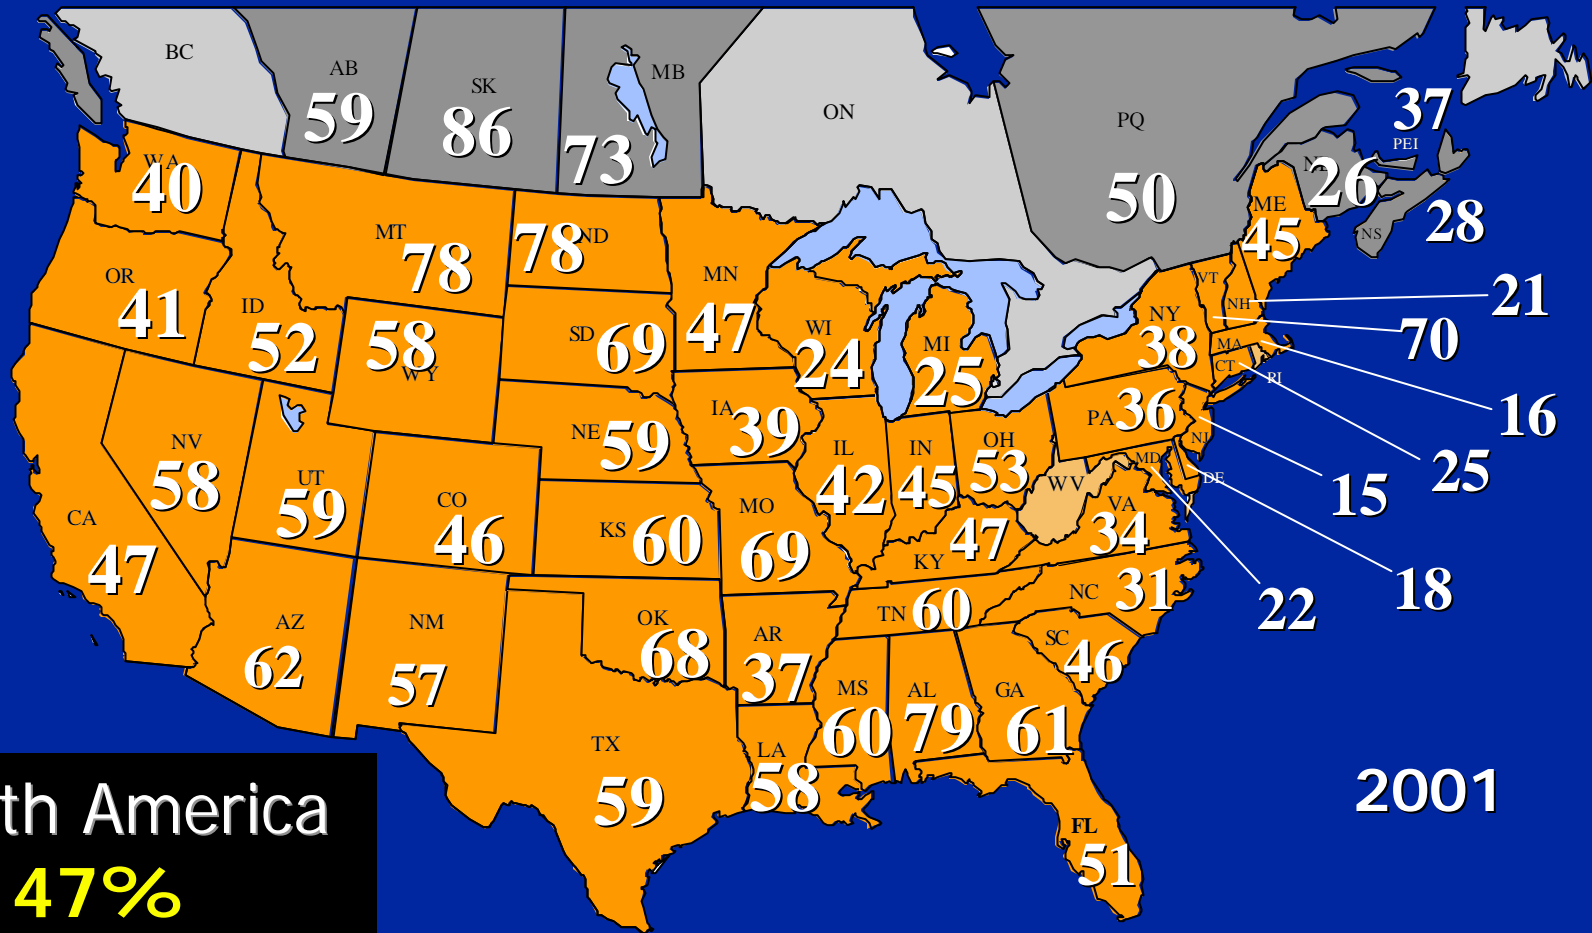 BC
AB
59
SK
86
MB
73
ON
PQ
50
37
PEI
26
NS
28
WA
40
MT
78
78
ND
ME
45
OR
41
ID
52
58
WY
SD
69
MN
47
WI
24
MI
25
NY
38
VT
NH
21
70
MA
CT
RI
16
NV
58
UT
59
CO
46
NE
59
IA
39
IL
42
IN
45
OH
53
PA
36
NJ
MD
DE
15
25
CA
47
KS
60
MO
69
WV
VA
34
KY
47
22
18
AZ
62
NM
57
OK
68
AR
37
TN
60
NC
31
SC
46
TX
59
LA
58
MS
60
AL
79
GA
61
FL
51
2001
th America
47%